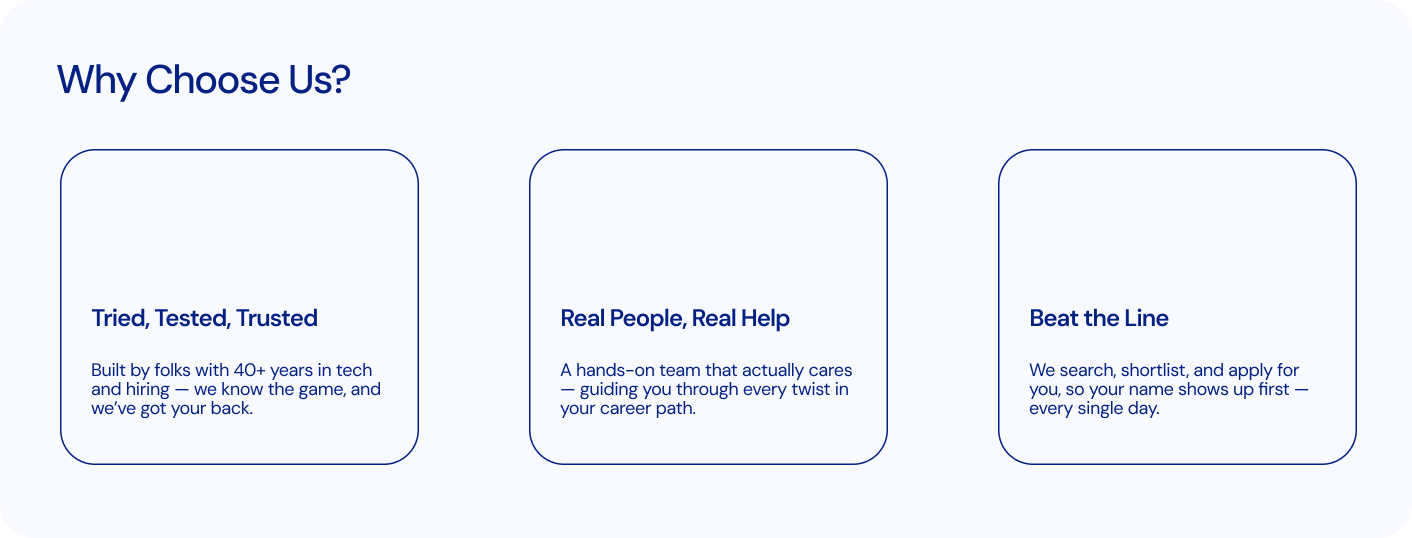 Why Choose Us?
Tried, Tested, Trusted
Built by folks with 40+ years in tech
and hiring — we know the game, and
we’ve got your back.
Real People, Real Help
A hands-on team that actually cares
— guiding you through every twist in
your career path.
Beat the Line
We search, shortlist, and apply for
you, so your name shows up first —
every single day.